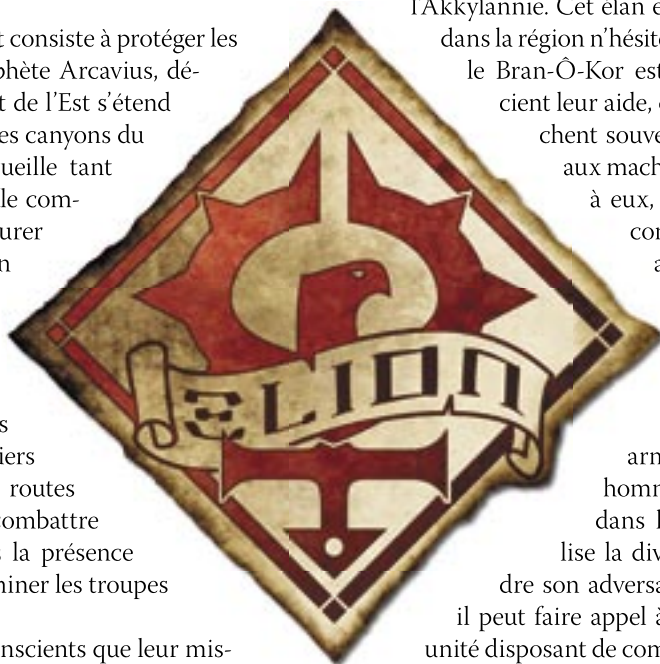 t consiste à protéger les
phète Arcavius, dé-
t de l'Est s'étend
es canyons du
ueille tant
le com-
urer
n
s
iers
routes
combattre
la présence
miner les troupes
nscients que leur mis-
ELION
l'Akkylannie. Cet élan e
dans la région n'hésite
le Bran-Ô-Kor est
cient leur aide,
chent souve
aux mach
à eux,
con
a
arn
homm
dans l
lise la div
dre son adversa
il peut faire appel à
unité disposant de com